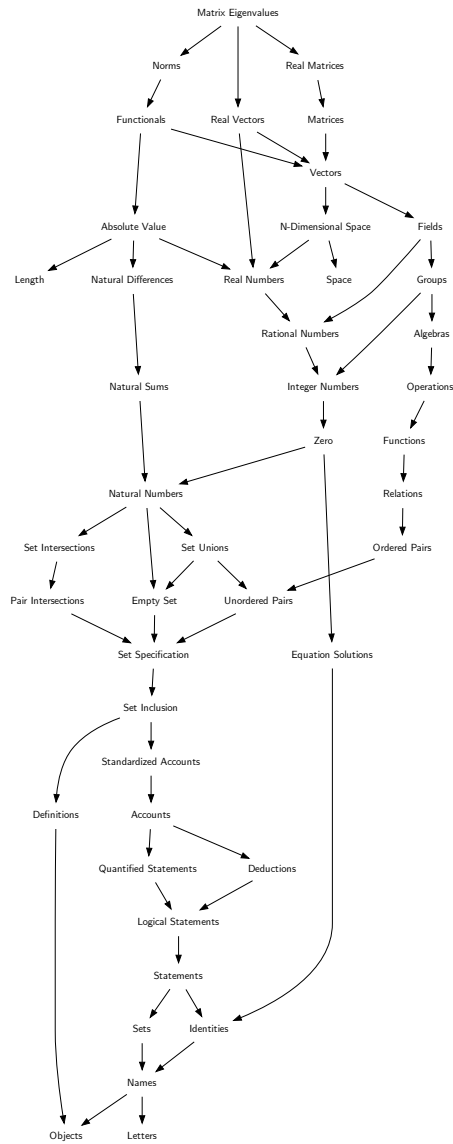 Matrix Eigenvalues
Norms
Real Matrices
Functionals
Real Vectors
Matrices
Vectors
Absolute Value
N-Dimensional Space
Fields
Length
Natural Differences
Real Numbers
Space
Groups
Rational Numbers
Algebras
Natural Sums
Integer Numbers
Operations
Zero
Functions
Natural Numbers
Relations
Set Intersections
Set Unions
Ordered Pairs
Pair Intersections
Empty Set
Unordered Pairs
Set Specification
Equation Solutions
Set Inclusion
Standardized Accounts
Definitions
Accounts
Quantified Statements
Deductions
Logical Statements
Statements
Sets
Identities
Names
Objects
Letters